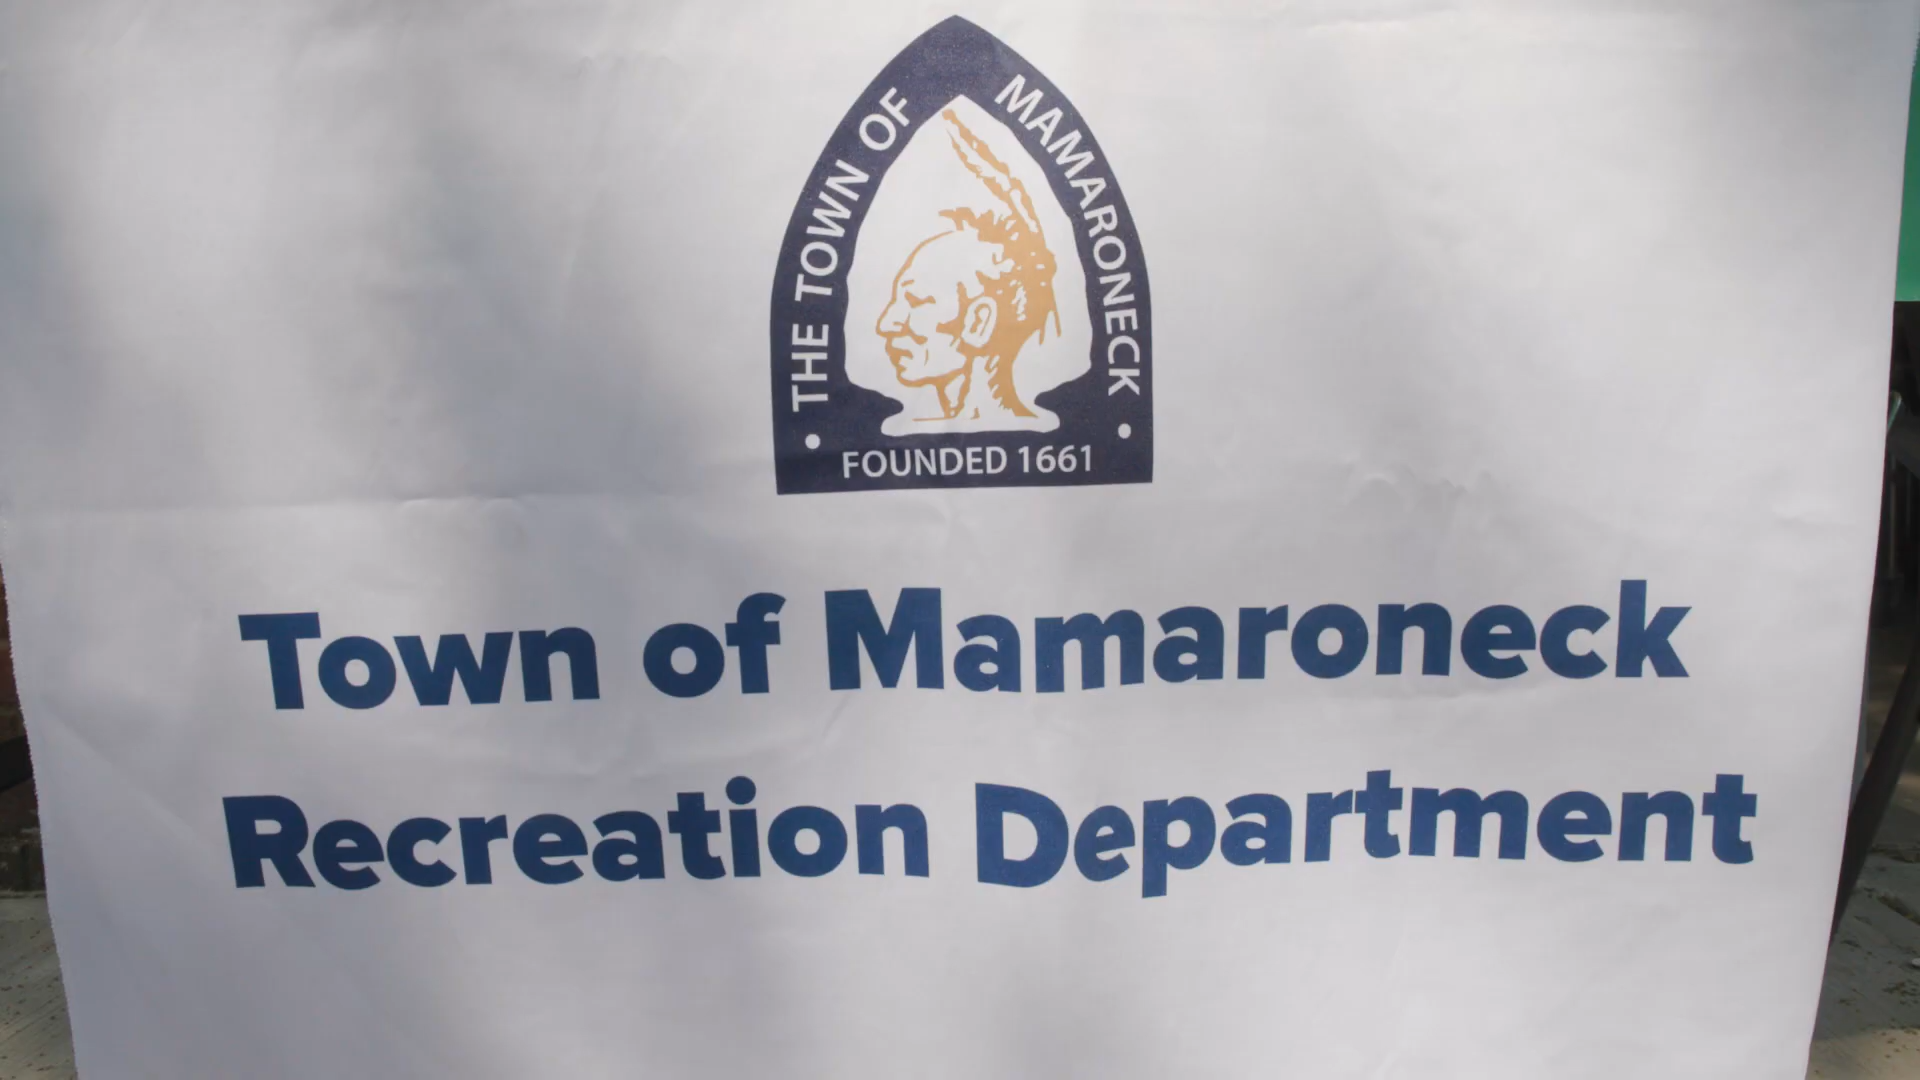 THE TOWN OF MAMARONECK
FOUNDED 1661
Town of Mamaroneck
Recreation Department